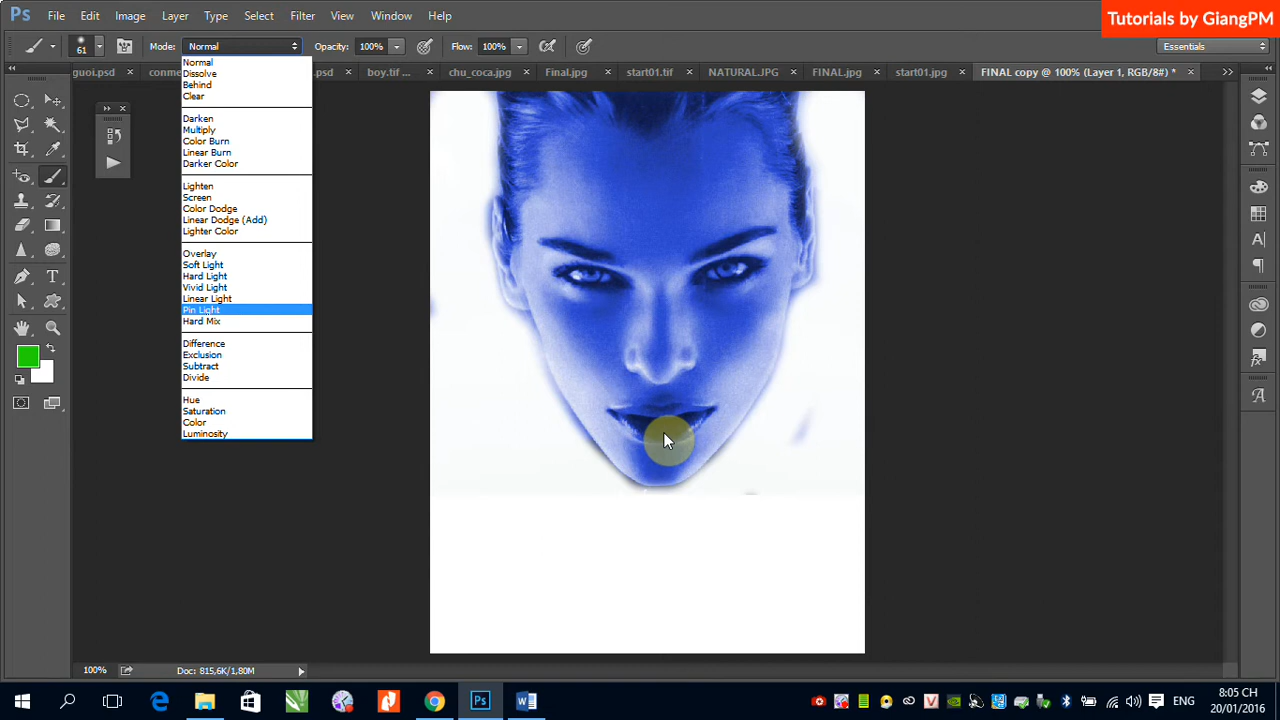 Tutorials by GiangPM
Ps File Edit Image Layer Type Select Filter View Window Help
61 Mode: Normal Opacity: 100% Flow: 100% Essentials
guoi.psd × conme .psd × boy.tif ... × chu_coca.jpg × Final.jpg × start01.tif × NATURAL.JPG × FINAL.jpg × start01.jpg × FINAL copy @ 100% (Layer 1, RGB/8#) * ×
Normal
Dissolve
Behind
Clear
Darken
Multiply
Color Burn
Linear Burn
Darker Color
Lighten
Screen
Color Dodge
Linear Dodge (Add)
Lighter Color
Overlay
Soft Light
Hard Light
Vivid Light
Linear Light
Pin Light
Hard Mix
Difference
Exclusion
Subtract
Divide
Hue
Saturation
Color
Luminosity
100% Doc: 815,6K/1,80M
ENG
8:05 CH
20/01/2016